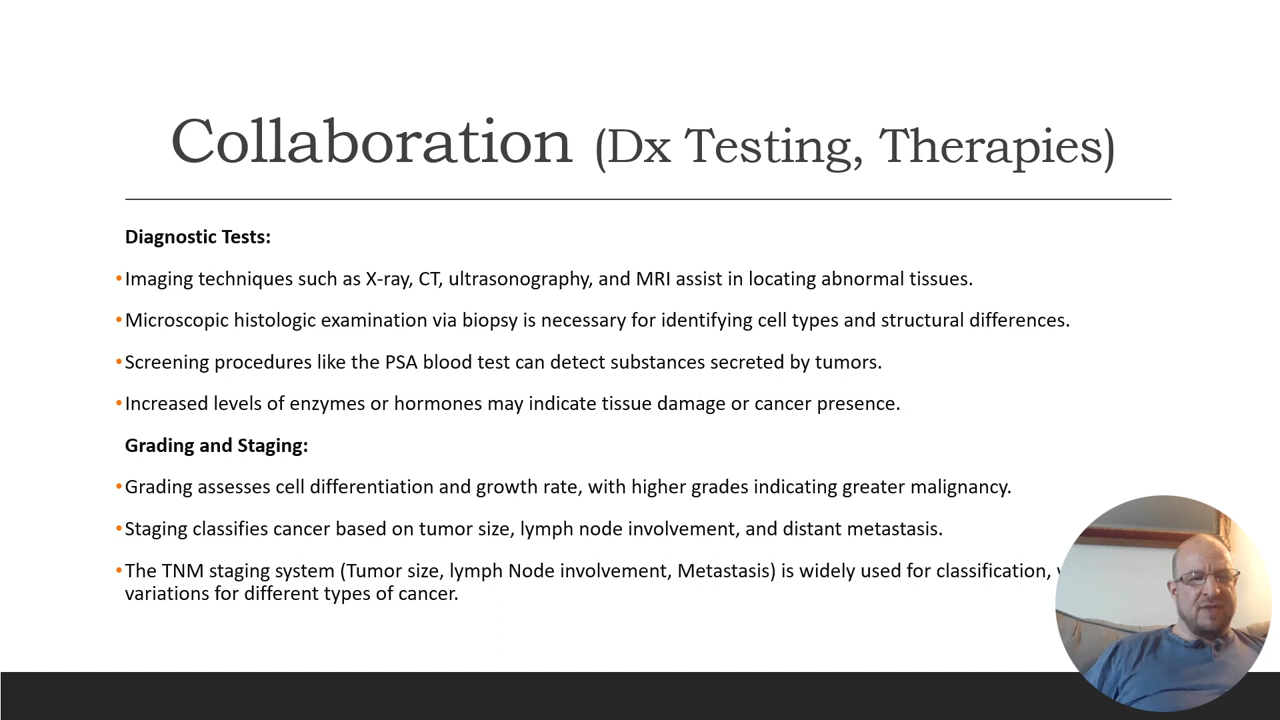 Collaboration (Dx Testing, Therapies)
Diagnostic Tests:
•Imaging techniques such as X-ray, CT, ultrasonography, and MRI assist in locating abnormal tissues.
•Microscopic histologic examination via biopsy is necessary for identifying cell types and structural differences.
•Screening procedures like the PSA blood test can detect substances secreted by tumors.
•Increased levels of enzymes or hormones may indicate tissue damage or cancer presence.
Grading and Staging:
•Grading assesses cell differentiation and growth rate, with higher grades indicating greater malignancy.
•Staging classifies cancer based on tumor size, lymph node involvement, and distant metastasis.
•The TNM staging system (Tumor size, lymph Node involvement, Metastasis) is widely used for classification,
variations for different types of cancer.